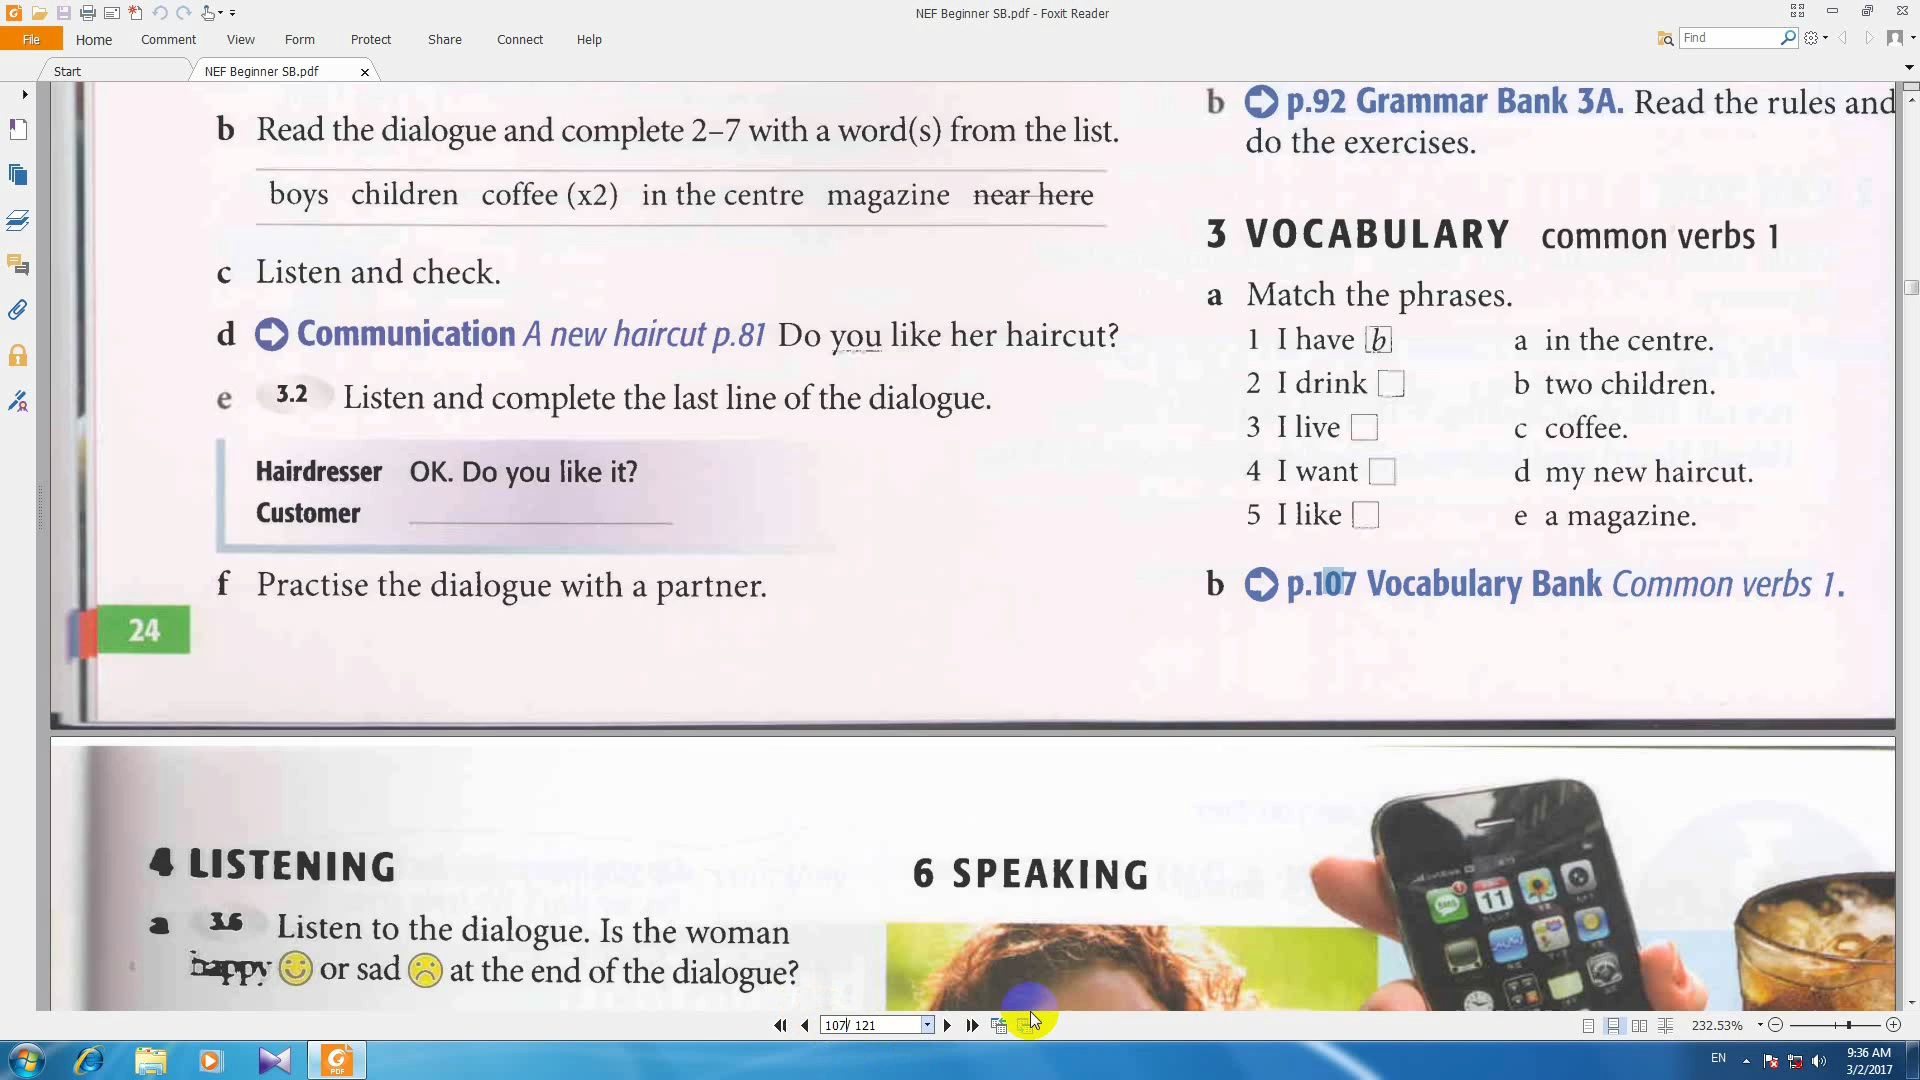 NEF Beginner SB.pdf - Foxit Reader
File Home Comment View Form Protect Share Connect Help
Find
Start
NEF Beginner SB.pdf
b Read the dialogue and complete 2–7 with a word(s) from the list.
boys children coffee (x2) in the centre magazine near here
c Listen and check.
d Communication A new haircut p.81 Do you like her haircut?
e 3.2 Listen and complete the last line of the dialogue.
Hairdresser OK. Do you like it?
Customer
f Practise the dialogue with a partner.
24
b p.92 Grammar Bank 3A. Read the rules and
do the exercises.
3 VOCABULARY common verbs 1
a Match the phrases.
1 I have b a in the centre.
2 I drink b two children.
3 I live c coffee.
4 I want d my new haircut.
5 I like e a magazine.
b p.107 Vocabulary Bank Common verbs 1.
4 LISTENING
a 3.6 Listen to the dialogue. Is the woman
happy or sad at the end of the dialogue?
6 SPEAKING
11
107/ 121
232.53%
EN
9:36 AM
3/2/2017
PDF